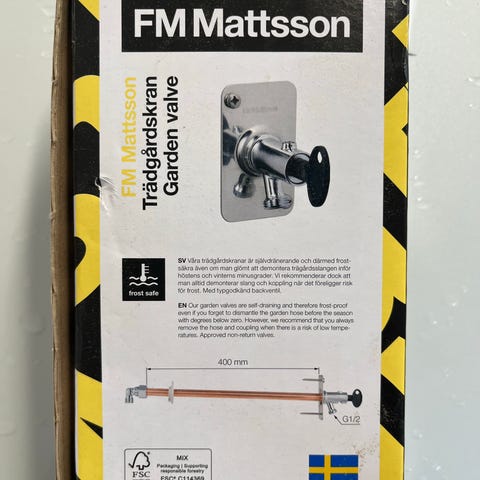 FM Mattsson
FM Mattsson
Trädgårdskran
Garden valve
SV Våra trädgårdskranar är självdränerande och därmed frost-
säkra även om man glömt att demontera trägårdsslangen inför
höstens och vinterns minusgrader. Vi rekommenderar dock att
man alltid demonterar slang och koppling när det föreligger risk
för frost. Med typgodkänd backventil.
frost safe
EN Our garden valves are self-draining and therefore frost-proof
even if you forget to dismantle the garden hose before the season
with degrees below zero. However, we recommend that you always
remove the hose and coupling when there is a risk of low tempe-
ratures. Approved non-return valves.
400 mm
G1/2
FSC
MIX
Packaging | Supporting
responsible forestry
FSC® C114369